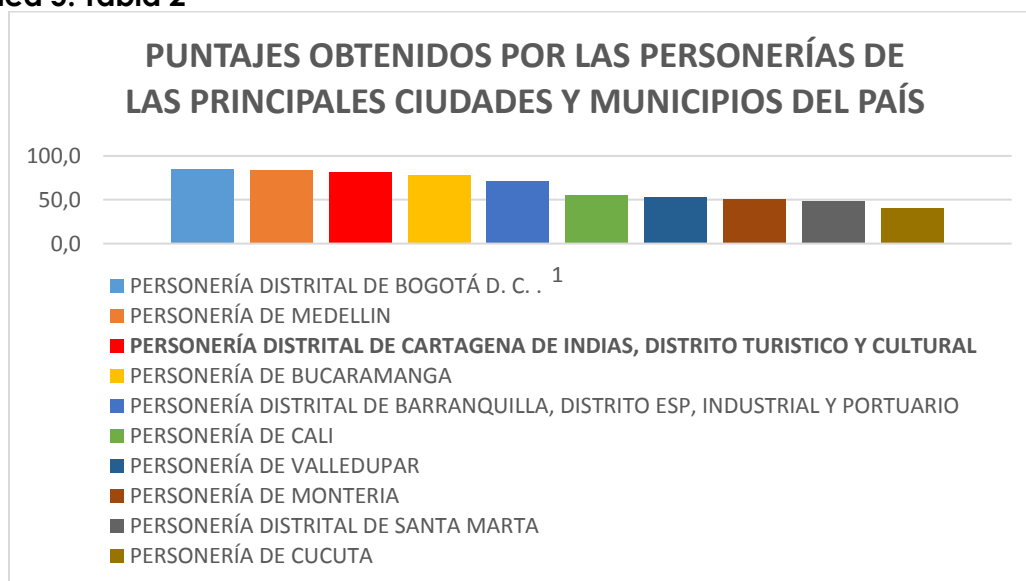 3. Tabla 2
PUNTAJES OBTENIDOS POR LAS PERSONERÍAS DE
LAS PRINCIPALES CIUDADES Y MUNICIPIOS DEL PAÍS
100,0
50,0
0,0
PERSONERÍA DISTRITAL DE BOGOTÁ D. C. . 1
PERSONERÍA DE MEDELLIN
PERSONERÍA DISTRITAL DE CARTAGENA DE INDIAS, DISTRITO TURISTICO Y CULTURAL
PERSONERÍA DE BUCARAMANGA
PERSONERÍA DISTRITAL DE BARRANQUILLA, DISTRITO ESP, INDUSTRIAL Y PORTUARIO
PERSONERÍA DE CALI
PERSONERÍA DE VALLEDUPAR
PERSONERÍA DE MONTERIA
PERSONERÍA DISTRITAL DE SANTA MARTA
PERSONERÍA DE CUCUTA